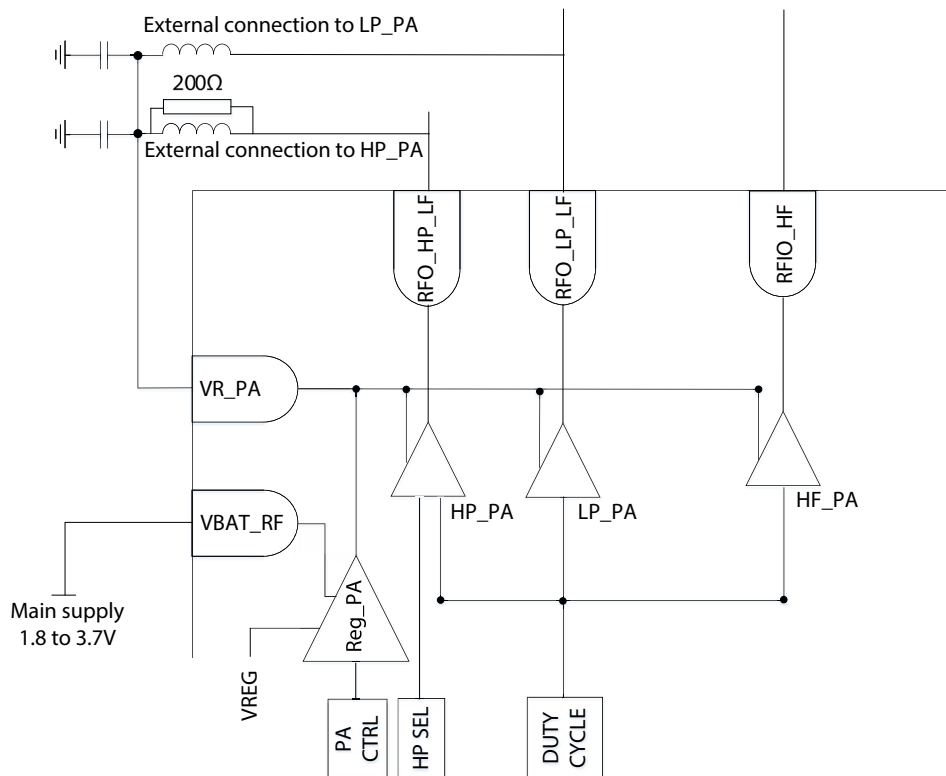 External connection to LP_PA
200Ω
External connection to HP_PA
RFO_HP_LF
RFO_LP_LF
RFIO_HF
VR_PA
HP_PA
LP_PA
HF_PA
VBAT_RF
Main supply
1.8 to 3.7V
Reg_PA
VREG
PA
CTRL
HP SEL
DUTY
CYCLE